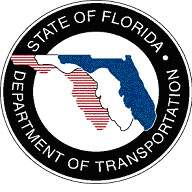 STATE OF FLORIDA
DEPARTMENT OF TRANSPORTATION